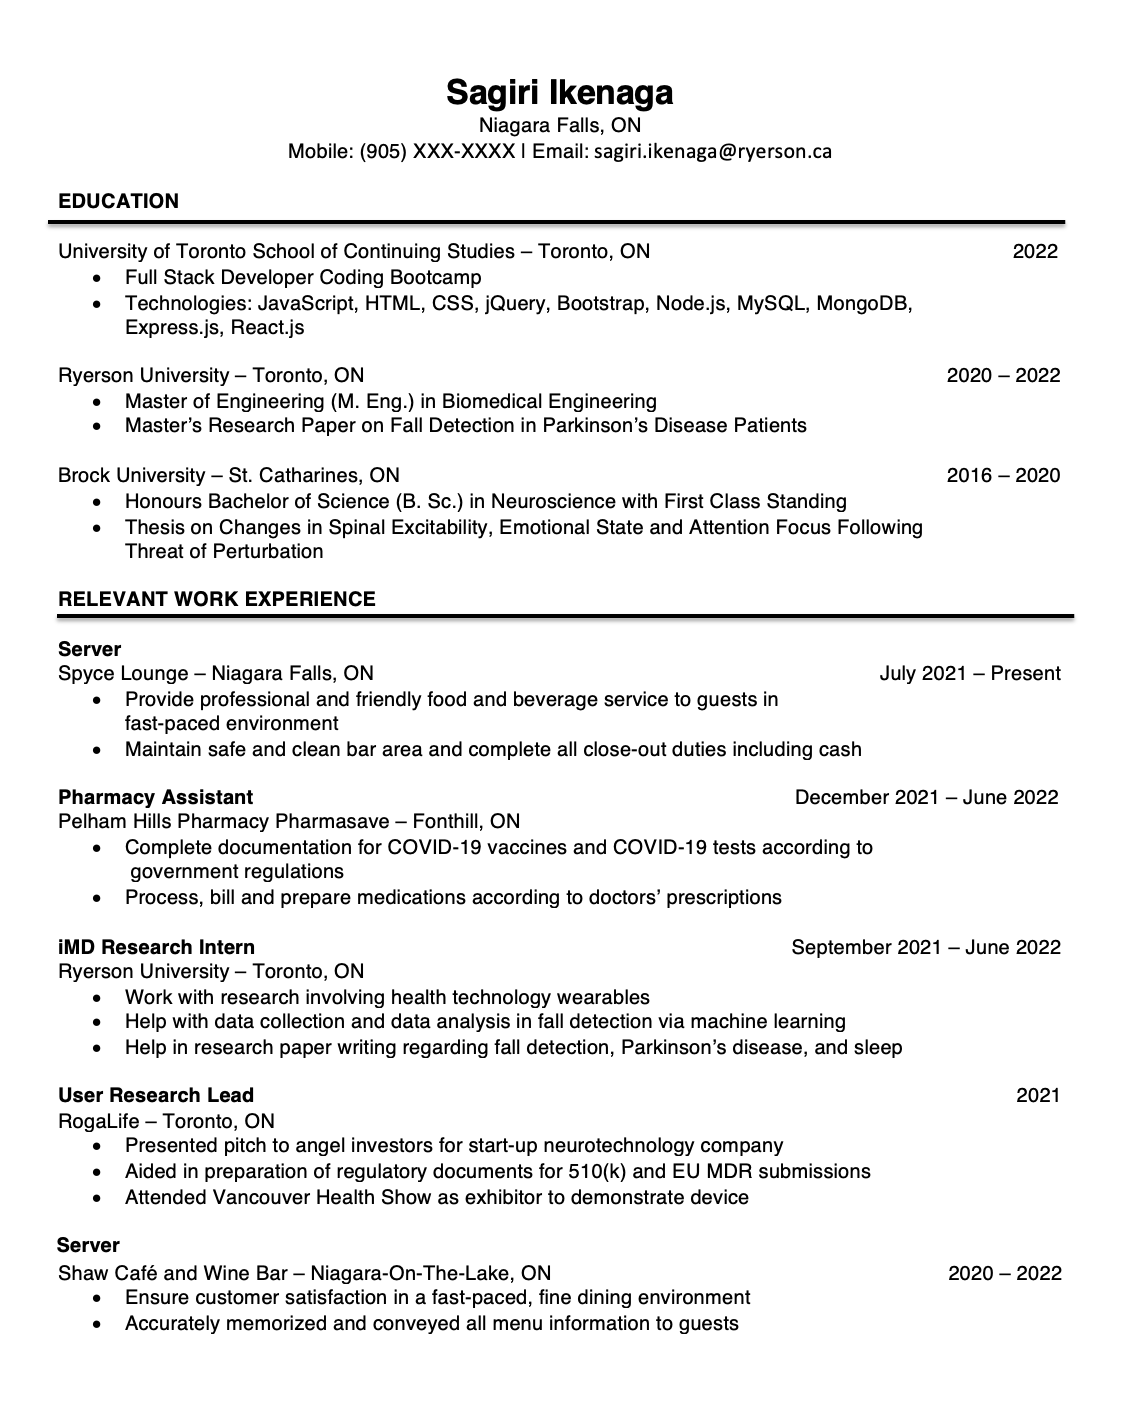 Sagiri Ikenaga
Niagara Falls, ON
Mobile: (905) XXX-XXXX | Email: sagiri.ikenaga@ryerson.ca
EDUCATION
University of Toronto School of Continuing Studies – Toronto, ON 2022
• Full Stack Developer Coding Bootcamp
• Technologies: JavaScript, HTML, CSS, jQuery, Bootstrap, Node.js, MySQL, MongoDB,
Express.js, React.js
Ryerson University – Toronto, ON 2020 – 2022
• Master of Engineering (M. Eng.) in Biomedical Engineering
• Master’s Research Paper on Fall Detection in Parkinson’s Disease Patients
Brock University – St. Catharines, ON 2016 – 2020
• Honours Bachelor of Science (B. Sc.) in Neuroscience with First Class Standing
• Thesis on Changes in Spinal Excitability, Emotional State and Attention Focus Following
Threat of Perturbation
RELEVANT WORK EXPERIENCE
Server
Spyce Lounge – Niagara Falls, ON July 2021 – Present
• Provide professional and friendly food and beverage service to guests in
fast-paced environment
• Maintain safe and clean bar area and complete all close-out duties including cash
Pharmacy Assistant December 2021 – June 2022
Pelham Hills Pharmacy Pharmasave – Fonthill, ON
• Complete documentation for COVID-19 vaccines and COVID-19 tests according to
government regulations
• Process, bill and prepare medications according to doctors’ prescriptions
iMD Research Intern September 2021 – June 2022
Ryerson University – Toronto, ON
• Work with research involving health technology wearables
• Help with data collection and data analysis in fall detection via machine learning
• Help in research paper writing regarding fall detection, Parkinson’s disease, and sleep
User Research Lead 2021
RogaLife – Toronto, ON
• Presented pitch to angel investors for start-up neurotechnology company
• Aided in preparation of regulatory documents for 510(k) and EU MDR submissions
• Attended Vancouver Health Show as exhibitor to demonstrate device
Server
Shaw Café and Wine Bar – Niagara-On-The-Lake, ON 2020 – 2022
• Ensure customer satisfaction in a fast-paced, fine dining environment
• Accurately memorized and conveyed all menu information to guests